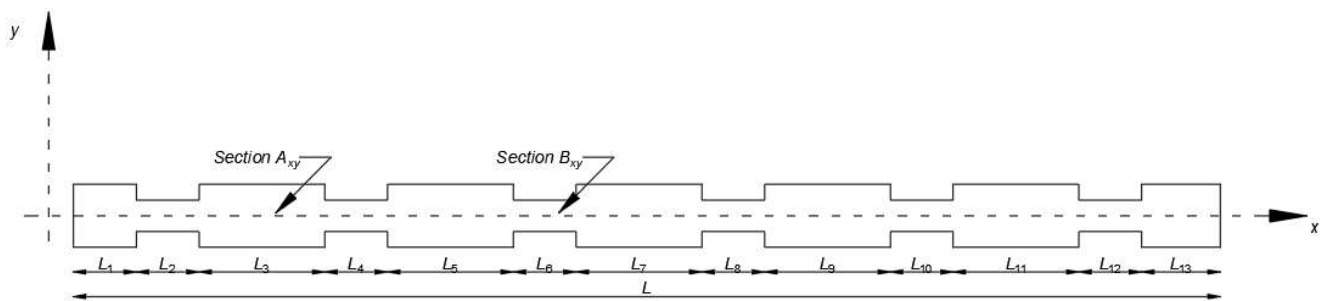 y
Section Axy
Section Bxy
x
L1 L2 L3 L4 L5 L6 L7 L8 L9 L10 L11 L12 L13
L